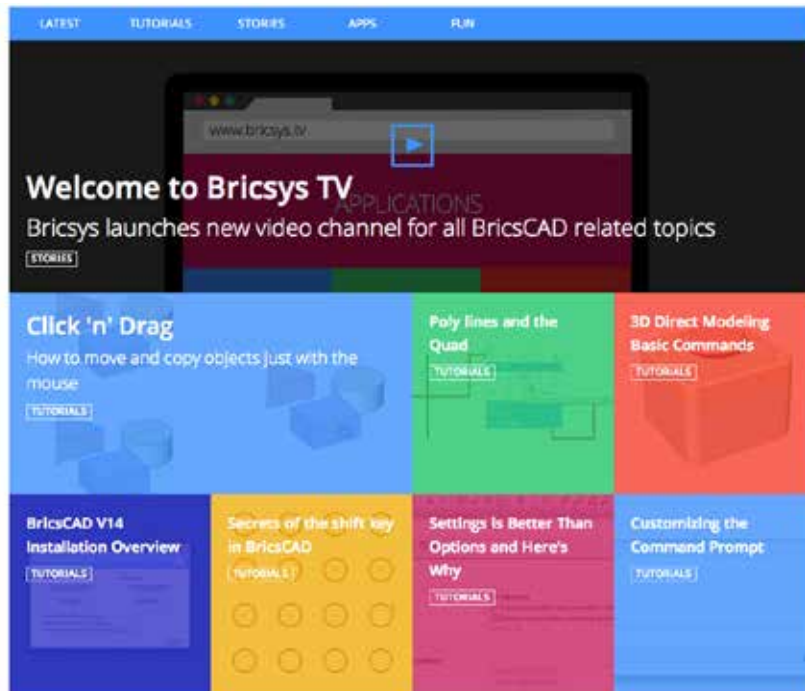 LATEST TUTORIALS STORIES APPS FUN
www.bricsys.tv
APPLICATIONS
Welcome to Bricsys TV
Bricsys launches new video channel for all BricsCAD related topics
STORIES
Click 'n' Drag
How to move and copy objects just with the
mouse
TUTORIALS
Poly lines and the
Quad
TUTORIALS
3D Direct Modeling
Basic Commands
TUTORIALS
BricsCAD V14
Installation Overview
TUTORIALS
Secrets of the shift key
in BricsCAD
TUTORIALS
Settings is Better Than
Options and Here's
Why
TUTORIALS
Customizing the
Command Prompt
TUTORIALS